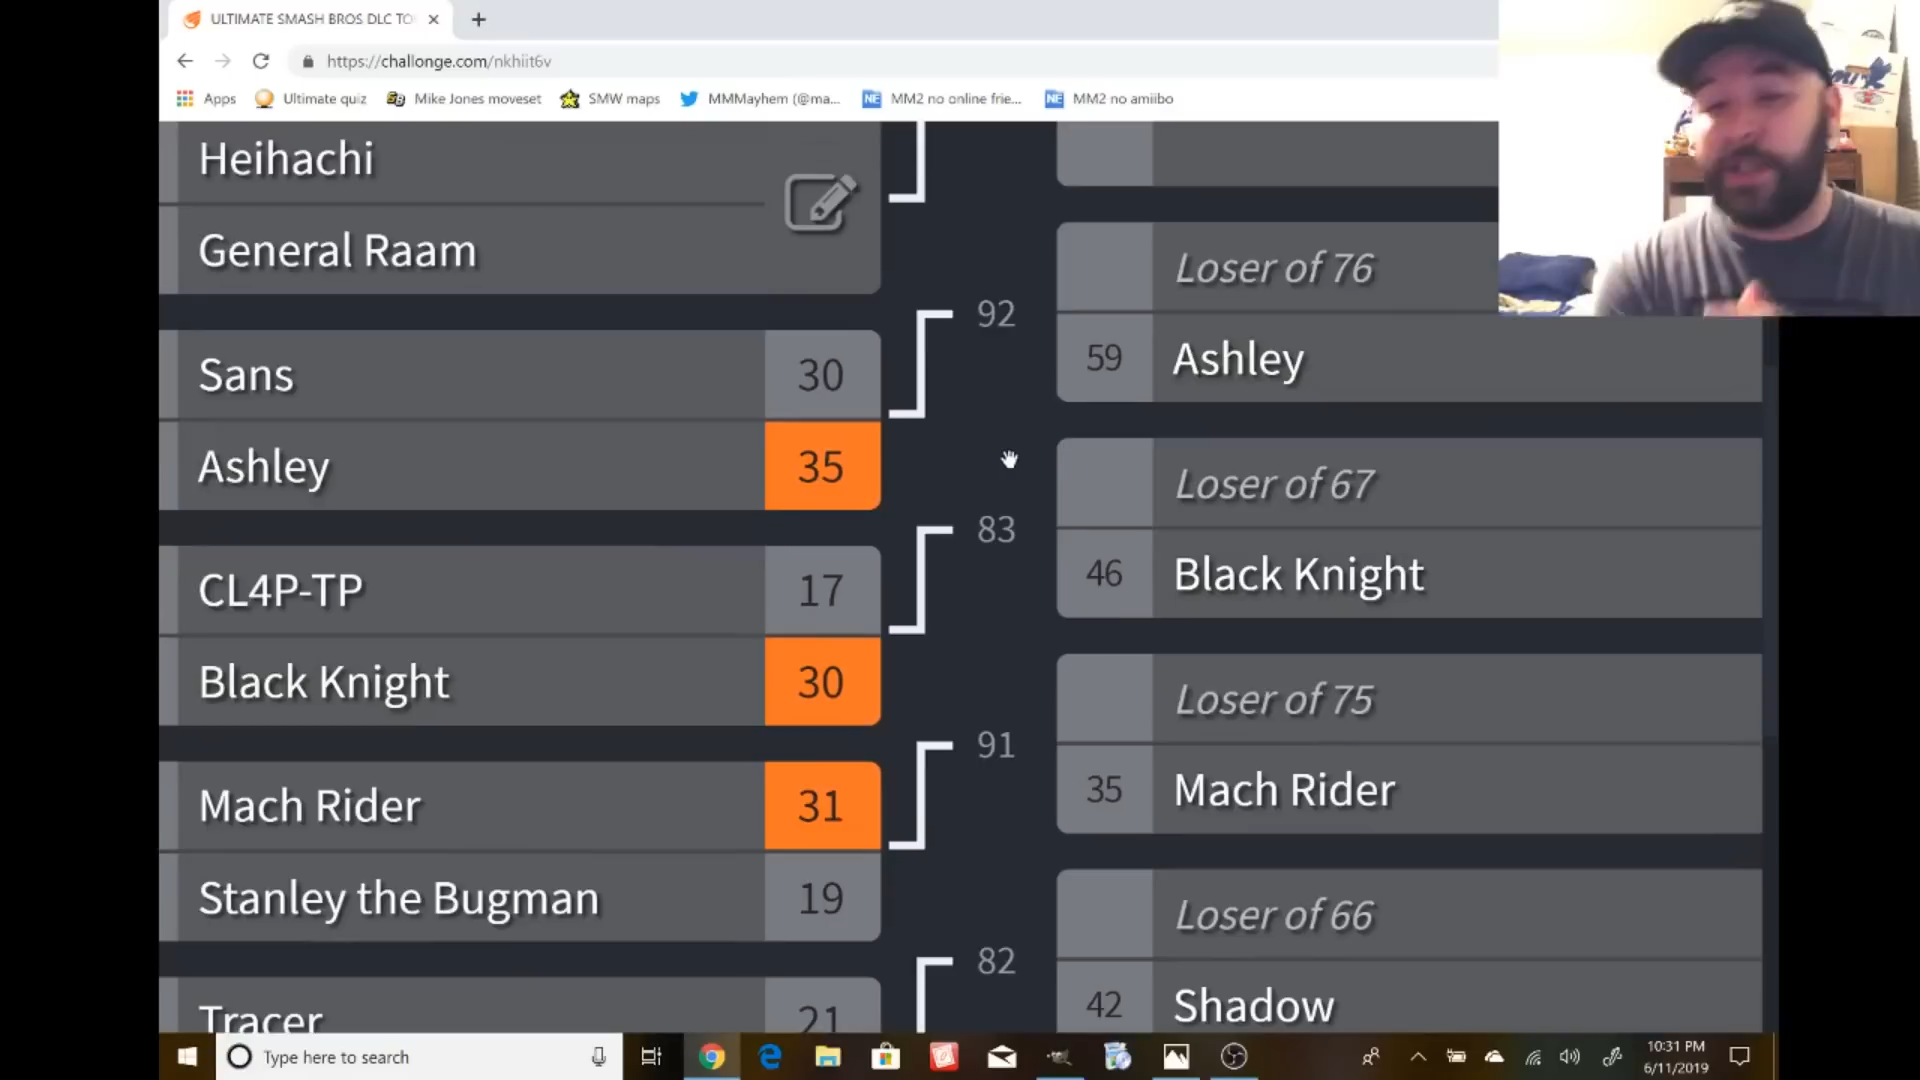 ULTIMATE SMASH BROS DLC TO
https://challonge.com/nkhiit6v
Apps Ultimate quiz Mike Jones moveset SMW maps MMMayhem (@ma... MM2 no online frie... MM2 no amiibo
Heihachi
General Raam
Sans 30
Ashley 35
CL4P-TP 17
Black Knight 30
Mach Rider 31
Stanley the Bugman 19
Tracer 21
92
83
91
82
Loser of 76
59 Ashley
Loser of 67
46 Black Knight
Loser of 75
35 Mach Rider
Loser of 66
42 Shadow
Type here to search
10:31 PM
6/11/2019